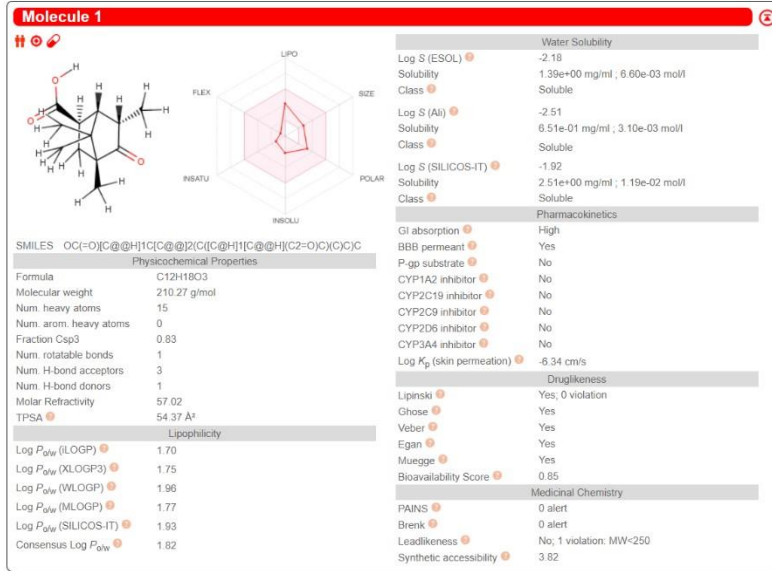 Molecule 1
LIPO
FLEX
SIZE
INSATU
POLAR
INSOLU
H
O
O
H
H
H
H
H
H
H
H
O
H
H
SMILES OC(=O)[C@@H]1C[C@@]2(C([C@H]1[C@@H](C2=O)C)(C)C)C
Physicochemical Properties
Formula C12H18O3
Molecular weight 210.27 g/mol
Num. heavy atoms 15
Num. arom. heavy atoms 0
Fraction Csp3 0.83
Num. rotatable bonds 1
Num. H-bond acceptors 3
Num. H-bond donors 1
Molar Refractivity 57.02
TPSA ? 54.37 Å²
Lipophilicity
Log Po/w (iLOGP) ? 1.70
Log Po/w (XLOGP3) ? 1.75
Log Po/w (WLOGP) ? 1.96
Log Po/w (MLOGP) ? 1.77
Log Po/w (SILICOS-IT) ? 1.93
Consensus Log Po/w ? 1.82
Water Solubility
Log S (ESOL) ? -2.18
Solubility 1.39e+00 mg/ml ; 6.60e-03 mol/l
Class ? Soluble
Log S (Ali) ? -2.51
Solubility 6.51e-01 mg/ml ; 3.10e-03 mol/l
Class ? Soluble
Log S (SILICOS-IT) ? -1.92
Solubility 2.51e+00 mg/ml ; 1.19e-02 mol/l
Class ? Soluble
Pharmacokinetics
GI absorption ? High
BBB permeant ? Yes
P-gp substrate ? No
CYP1A2 inhibitor ? No
CYP2C19 inhibitor ? No
CYP2C9 inhibitor ? No
CYP2D6 inhibitor ? No
CYP3A4 inhibitor ? No
Log Kp (skin permeation) ? -6.34 cm/s
Druglikeness
Lipinski ? Yes; 0 violation
Ghose ? Yes
Veber ? Yes
Egan ? Yes
Muegge ? Yes
Bioavailability Score ? 0.85
Medicinal Chemistry
PAINS ? 0 alert
Brenk ? 0 alert
Leadlikeness ? No; 1 violation: MW<250
Synthetic accessibility ? 3.82